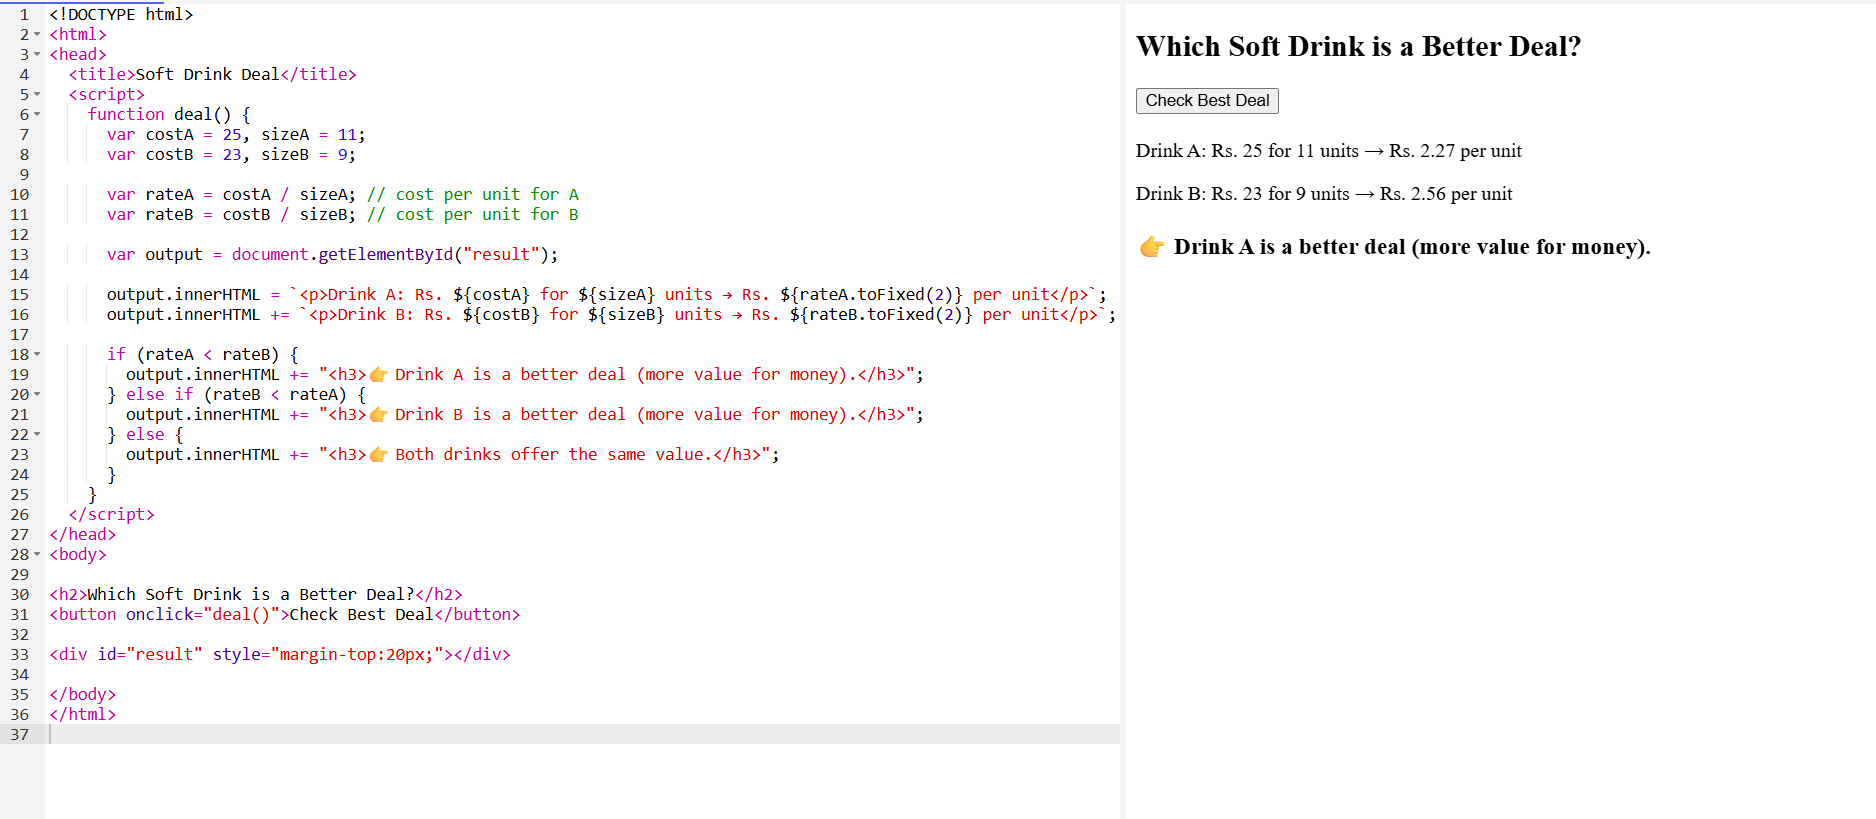 1 <!DOCTYPE html>
2 <html>
3 <head>
4 <title>Soft Drink Deal</title>
5 <script>
6 function deal() {
7 var costA = 25, sizeA = 11;
8 var costB = 23, sizeB = 9;
9
10 var rateA = costA / sizeA; // cost per unit for A
11 var rateB = costB / sizeB; // cost per unit for B
12
13 var output = document.getElementById("result");
14
15 output.innerHTML = `<p>Drink A: Rs. ${costA} for ${sizeA} units → Rs. ${rateA.toFixed(2)} per unit</p>`;
16 output.innerHTML += `<p>Drink B: Rs. ${costB} for ${sizeB} units → Rs. ${rateB.toFixed(2)} per unit</p>`;
17
18 if (rateA < rateB) {
19 output.innerHTML += "<h3>👉 Drink A is a better deal (more value for money).</h3>";
20 } else if (rateB < rateA) {
21 output.innerHTML += "<h3>👉 Drink B is a better deal (more value for money).</h3>";
22 } else {
23 output.innerHTML += "<h3>👉 Both drinks offer the same value.</h3>";
24 }
25 }
26 </script>
27 </head>
28 <body>
29
30 <h2>Which Soft Drink is a Better Deal?</h2>
31 <button onclick="deal()">Check Best Deal</button>
32
33 <div id="result" style="margin-top:20px;"></div>
34
35 </body>
36 </html>
37
Which Soft Drink is a Better Deal?
Check Best Deal
Drink A: Rs. 25 for 11 units → Rs. 2.27 per unit
Drink B: Rs. 23 for 9 units → Rs. 2.56 per unit
👉 Drink A is a better deal (more value for money).